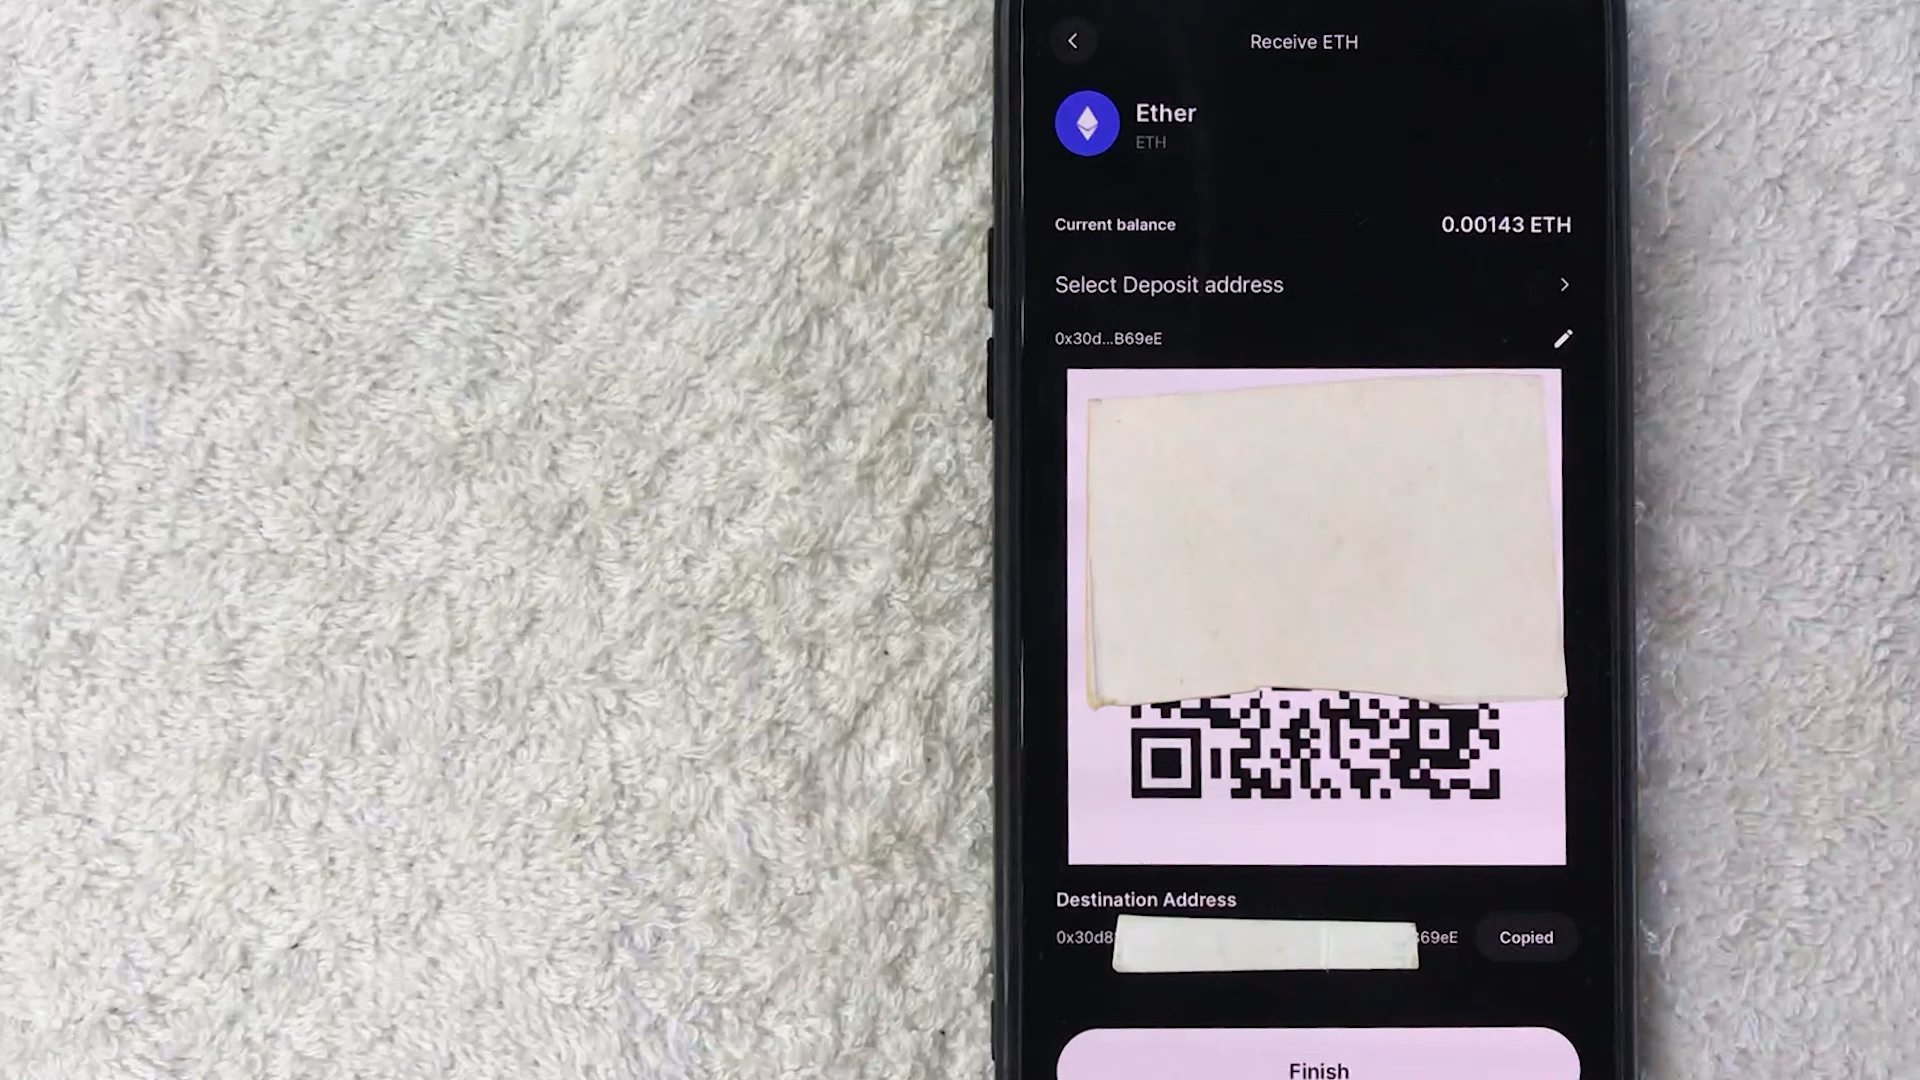 Receive ETH
Ether
ETH
Current balance 0.00143 ETH
Select Deposit address
0x30d...B69eE
Destination Address
0x30d8 69eE Copied
Finish